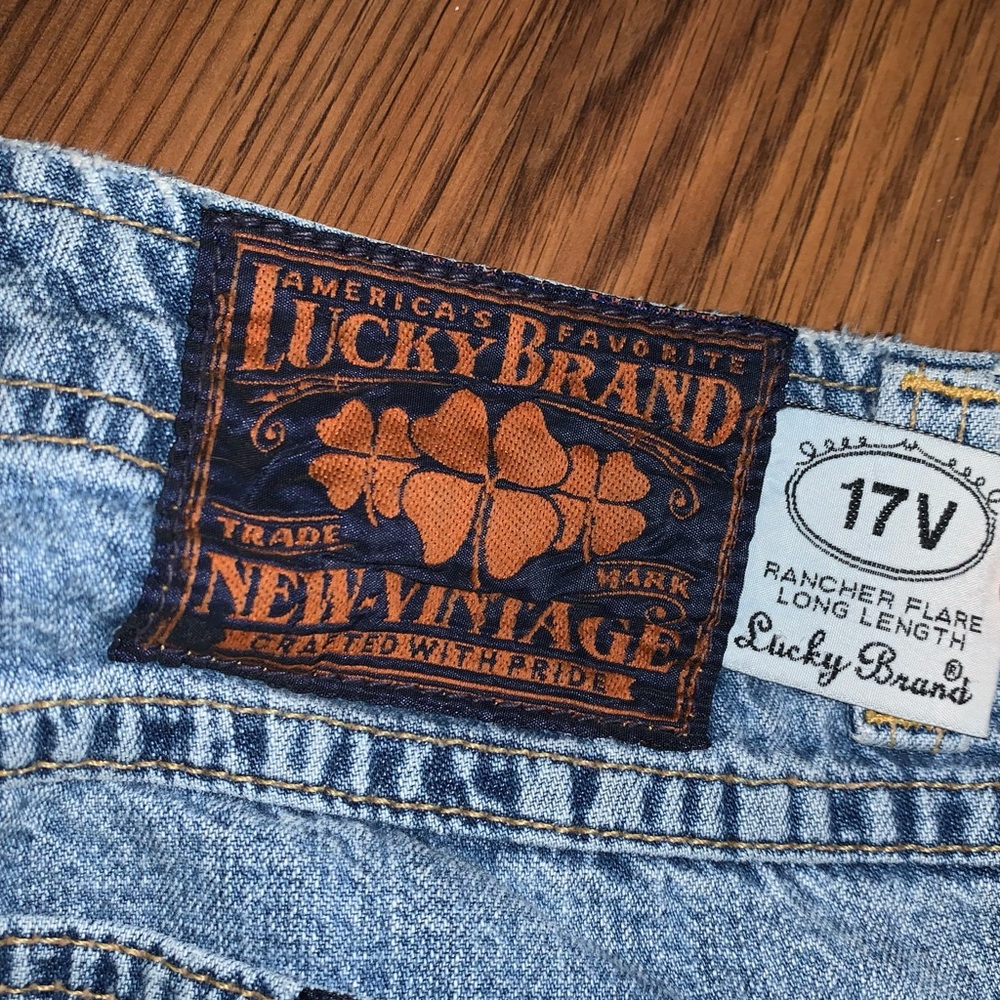 AMERICA'S FAVORITE
LUCKY BRAND
TRADE MARK
NEW-VINTAGE
CRAFTED WITH PRIDE
17V
RANCHER FLARE
LONG LENGTH
Lucky Brand®